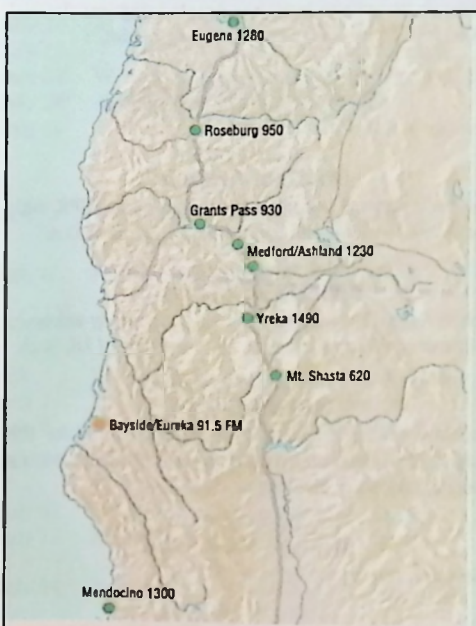 Eugene 1280
Roseburg 950
Grants Pass 930
Medford/Ashland 1230
Yreka 1490
Mt. Shasta 620
Bayside/Eureka 91.5 FM
Mendocino 1300